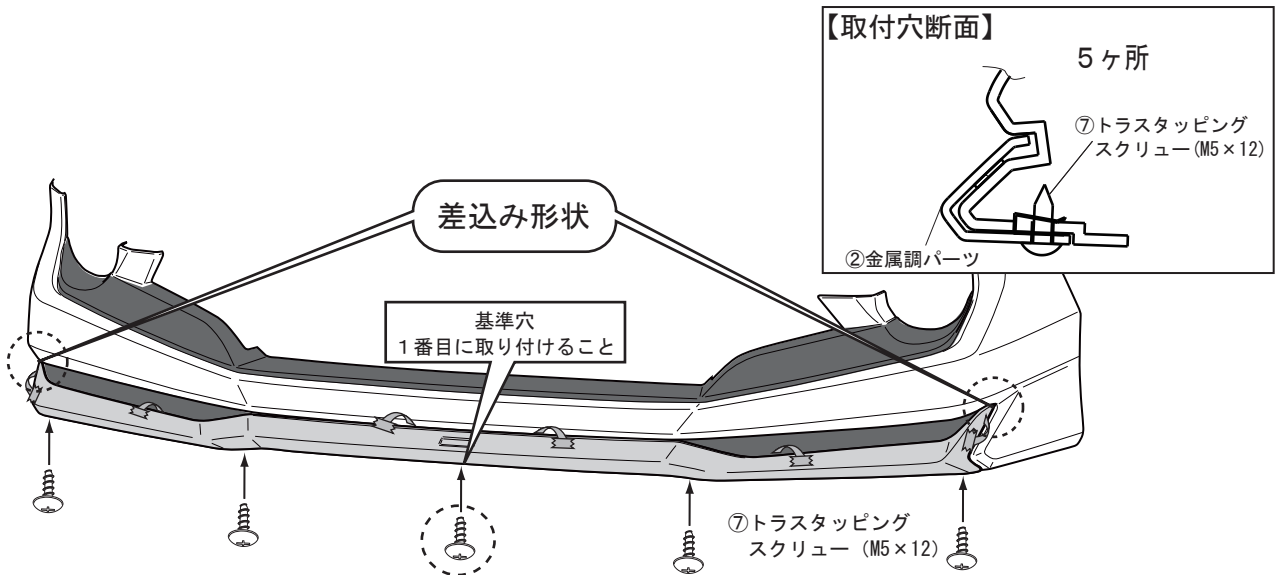 【取付穴断面】
5ヶ所
⑦トラスタッピング
スクリュー(M5×12)
②金属調パーツ
差込み形状
基準穴
1番目に取り付けること
⑦トラスタッピング
スクリュー(M5×12)